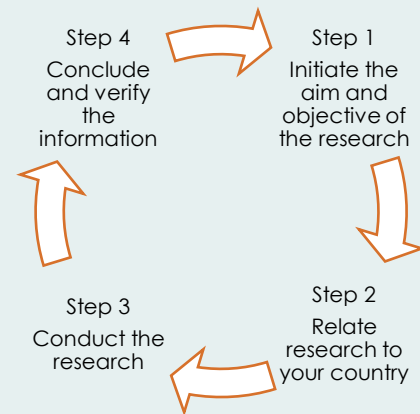 Step 1
Initiate the
aim and
objective of
the research
Step 2
Relate
research to
your country
Step 3
Conduct the
research
Step 4
Conclude
and verify
the
information